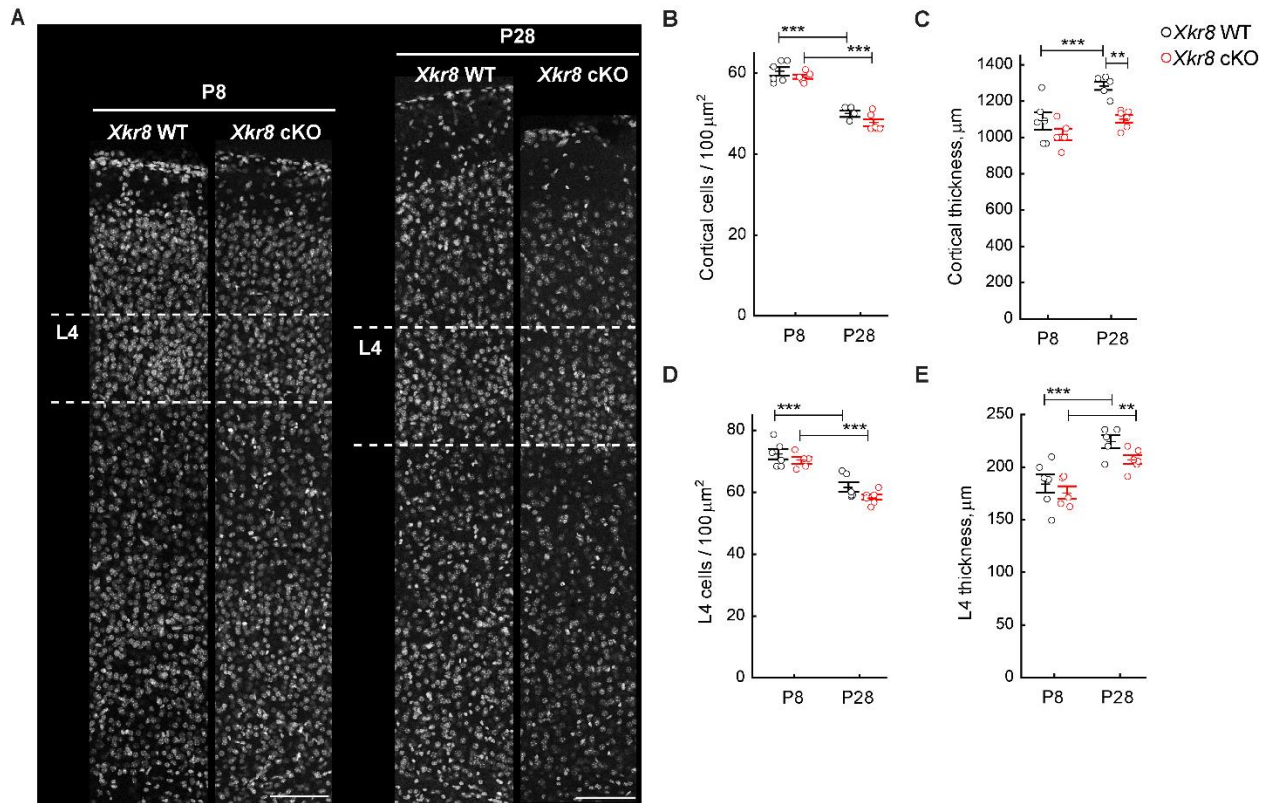 A
P8
P28
Xkr8 WT
Xkr8 cKO
Xkr8 WT
Xkr8 cKO
L4
L4
B
***
***
Cortical cells / 100 µm²
60
40
20
0
P8
P28
C
Xkr8 WT
Xkr8 cKO
***
**
Cortical thickness, µm
1400
1200
1000
800
600
400
200
0
P8
P28
D
***
***
L4 cells / 100 µm²
80
60
40
20
0
P8
P28
E
***
**
L4 thickness, µm
250
200
150
100
50
0
P8
P28